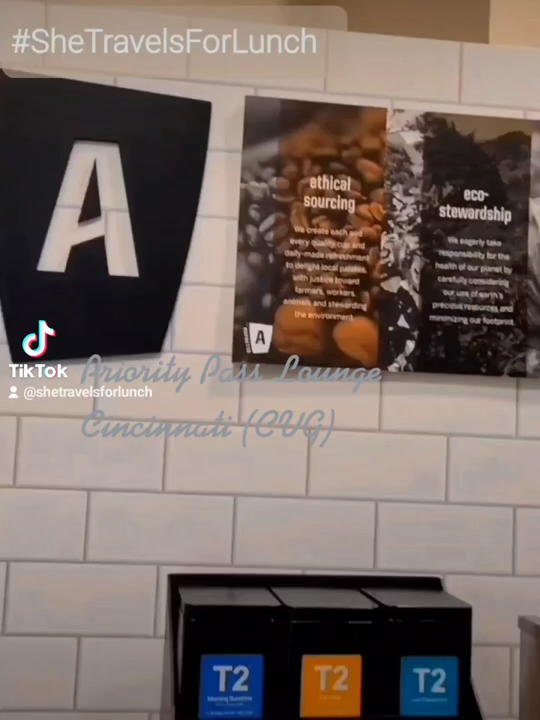 #SheTravelsForLunch
A
ethical
sourcing
We create each and
every quality cup and
daily-made refreshment
to delight local palates
with justice toward
farmers, workers,
animals and stewarding
the environment.
A
eco-
stewardship
We eagerly take
responsibility for the
health of our planet by
carefully considering
our use of earth's
precious resources and
minimizing our footprint.
TikTok
@shetravelsforlunch
Priority Pass Lounge
Cincinnati (CVG)
T2
Morning Sunshine
T2
T2